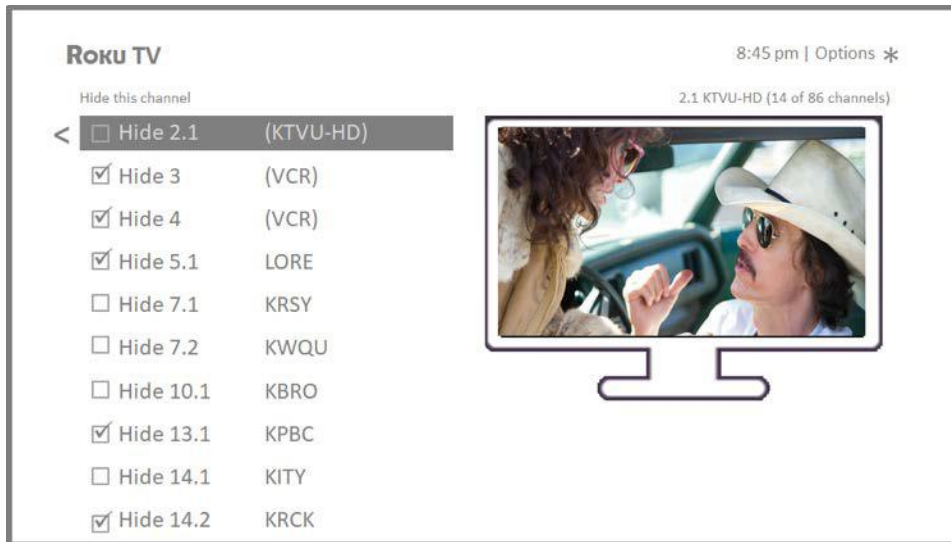 Roku TV
8:45 pm | Options *
Hide this channel
2.1 KTVU-HD (14 of 86 channels)
< Hide 2.1 (KTVU-HD)
Hide 3 (VCR)
Hide 4 (VCR)
Hide 5.1 LORE
Hide 7.1 KRSY
Hide 7.2 KWQU
Hide 10.1 KBRO
Hide 13.1 KPBC
Hide 14.1 KITY
Hide 14.2 KRCK